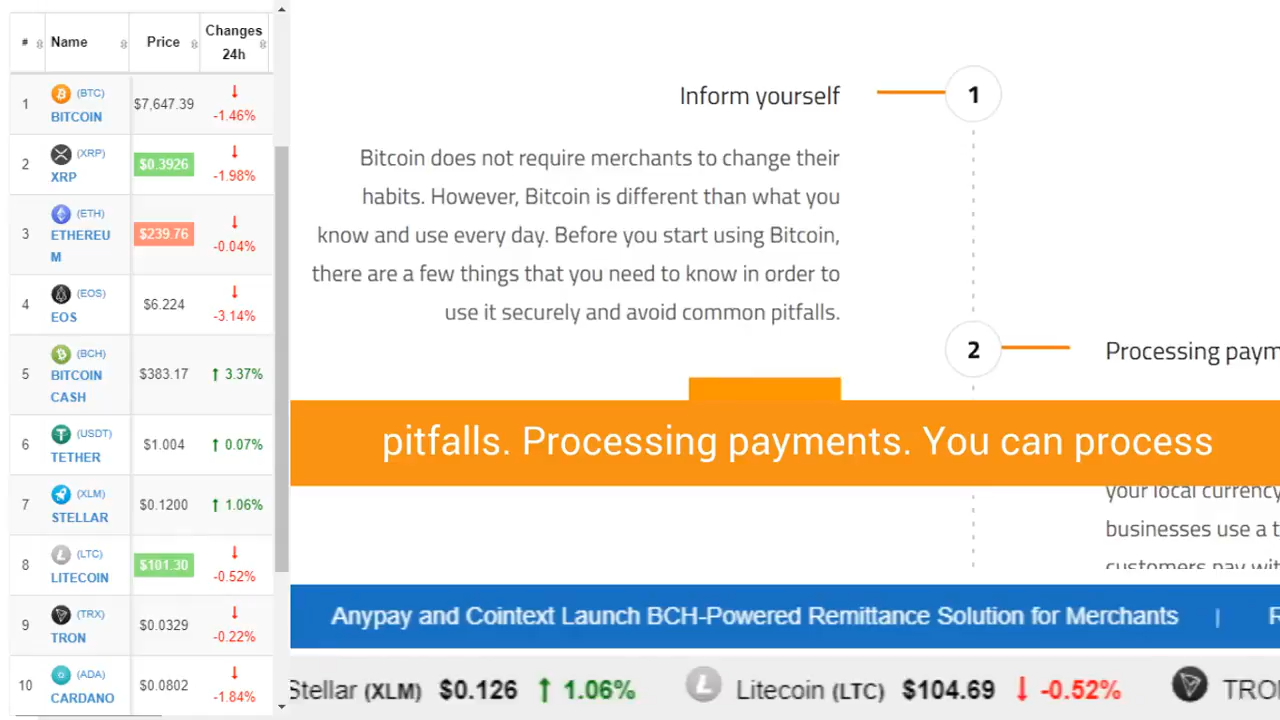 # Name Price Changes
24h
1 (BTC) $7,647.39
BITCOIN -1.46%
2 (XRP) $0.3926
XRP -1.98%
3 (ETH) $239.76
ETHEREU
M -0.04%
4 (EOS) $6.224
EOS -3.14%
5 (BCH) $383.17 3.37%
BITCOIN
CASH
6 (USDT) $1.004 0.07%
TETHER
7 (XLM) $0.1200 1.06%
STELLAR
8 (LTC) $101.30
LITECOIN -0.52%
9 (TRX) $0.0329
TRON -0.22%
10 (ADA) $0.0802
CARDANO -1.84%
Inform yourself 1
Bitcoin does not require merchants to change their
habits. However, Bitcoin is different than what you
know and use every day. Before you start using Bitcoin,
there are a few things that you need to know in order to
use it securely and avoid common pitfalls.
2 Processing paym
pitfalls. Processing payments. You can process
your local currency
businesses use a t
customers pay with
Anypay and Cointext Launch BCH-Powered Remittance Solution for Merchants |
Stellar (XLM) $0.126 1.06% Litecoin (LTC) $104.69 -0.52% TRO